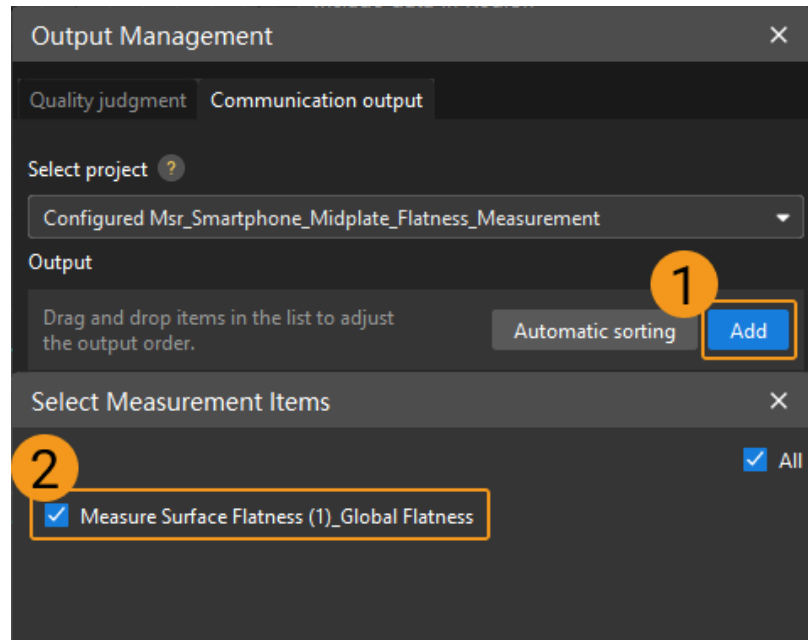 Output Management
Quality judgment Communication output
Select project ?
Configured Msr_Smartphone_Midplate_Flatness_Measurement
Output
1
Drag and drop items in the list to adjust
the output order.
Automatic sorting Add
Select Measurement Items
2
All
Measure Surface Flatness (1)_Global Flatness